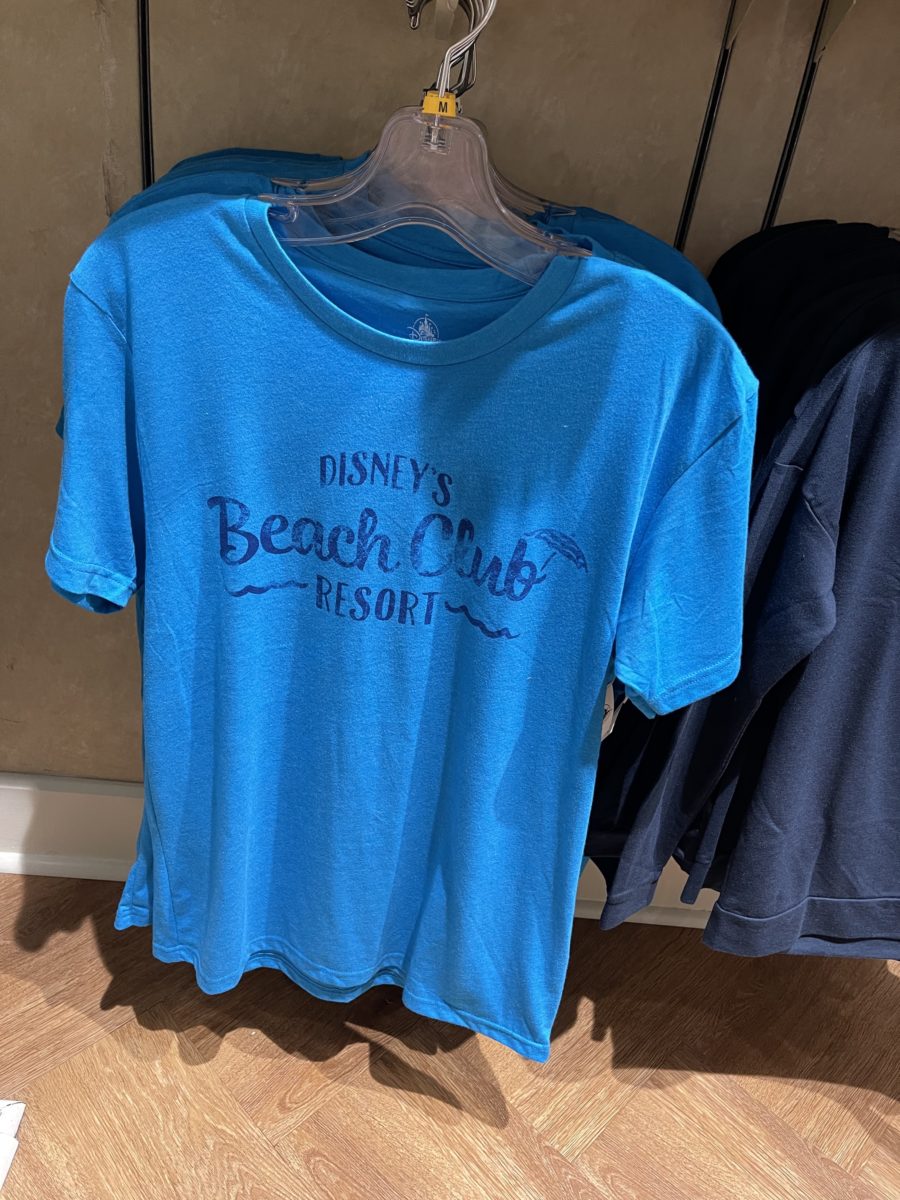 M
DISNEY'S
Beach Club
RESORT